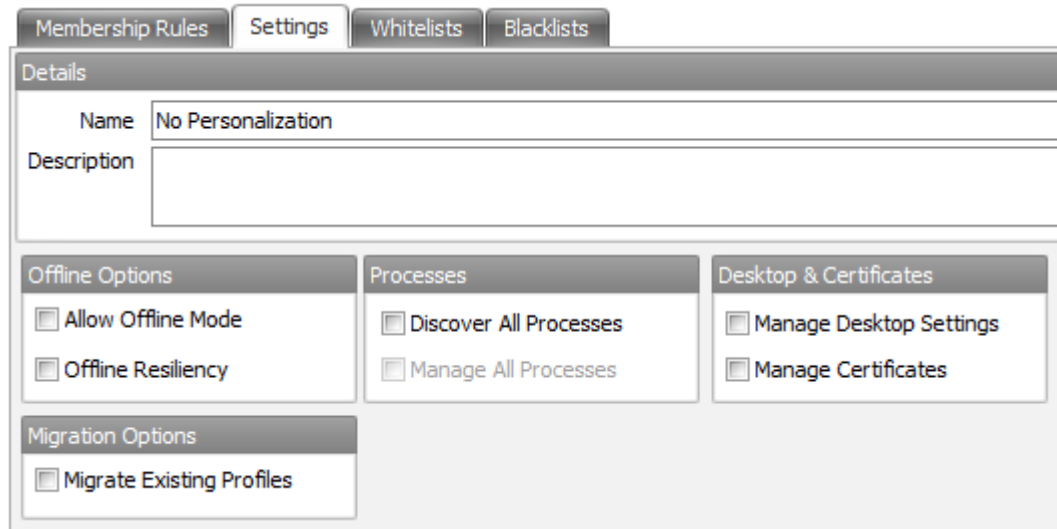 Membership Rules Settings Whitelists Blacklists
Details
Name No Personalization
Description
Offline Options Processes Desktop & Certificates
Allow Offline Mode Discover All Processes Manage Desktop Settings
Offline Resiliency Manage All Processes Manage Certificates
Migration Options
Migrate Existing Profiles